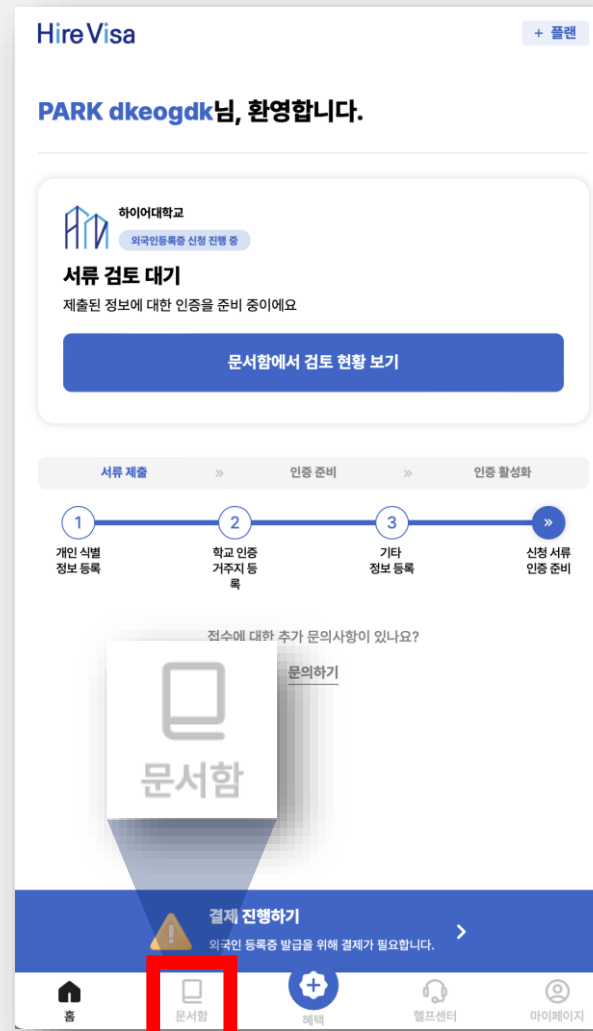 Hire Visa
+ 플랜
PARK dkeogdk님, 환영합니다.
하이어대학교
외국인등록증 신청 진행 중
서류 검토 대기
제출된 정보에 대한 인증을 준비 중이에요
문서함에서 검토 현황 보기
서류 제출 » 인증 준비 » 인증 활성화
1 2 3 »
개인 식별 학교 인증 기타 신청 서류
정보 등록 거주지 등 정보 등록 인증 준비
록
접수에 대한 추가 문의사항이 있나요?
문의하기
문서함
결제 진행하기
외국인 등록증 발급을 위해 결제가 필요합니다.
홈 문서함 혜택 헬프센터 마이페이지